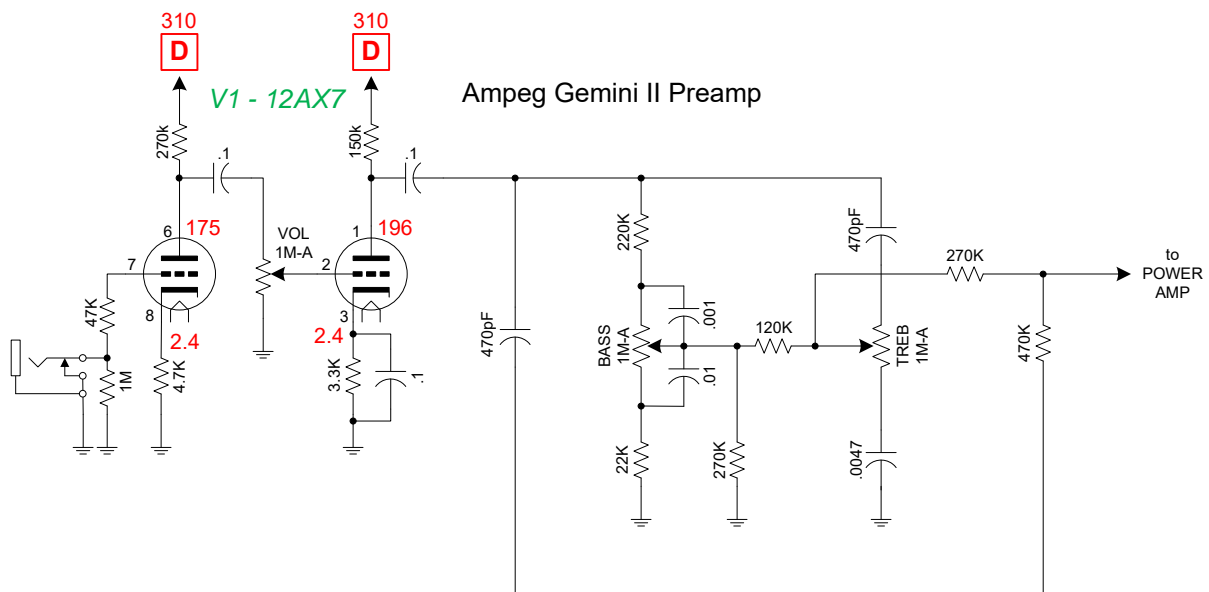 310
310
D
D
V1 - 12AX7
Ampeg Gemini II Preamp
270k
150k
.1
.1
6
175
1
196
VOL
1M-A
7
2
8
3
2.4
2.4
47K
1M
4.7K
3.3K
.1
470pF
220K
BASS
1M-A
.001
.01
22K
120K
270K
470pF
TREB
1M-A
.0047
270K
470K
to
POWER
AMP